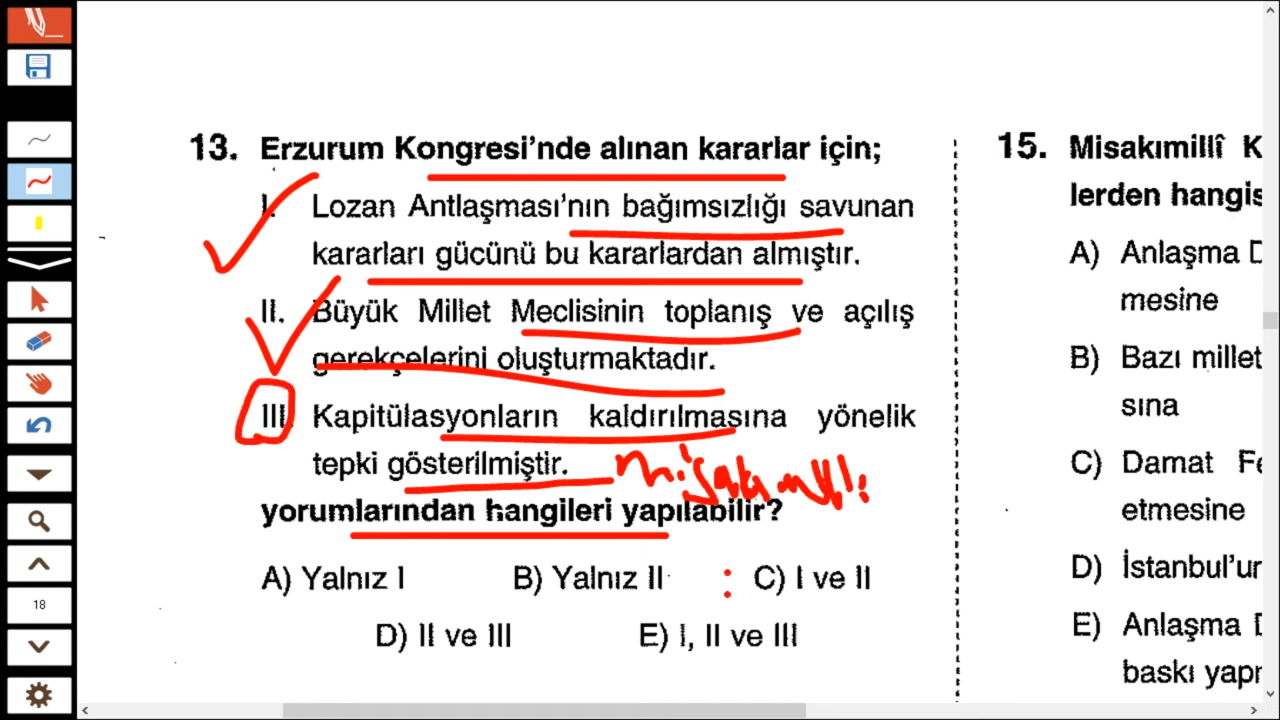 13. Erzurum Kongresi'nde alınan kararlar için;
I. Lozan Antlaşması'nın bağımsızlığı savunan
kararları gücünü bu kararlardan almıştır.
II. Büyük Millet Meclisinin toplanış ve açılış
gerekçelerini oluşturmaktadır.
III. Kapitülasyonların kaldırılmasına yönelik
tepki gösterilmiştir.
misakımilli
yorumlarından hangileri yapılabilir?
A) Yalnız I B) Yalnız II C) I ve II
D) II ve III E) I, II ve III
15. Misakımillî K
lerden hangis
A) Anlaşma D
mesine
B) Bazı millet
sına
C) Damat Fe
etmesine
D) İstanbul'ur
E) Anlaşma D
baskı yapr
18